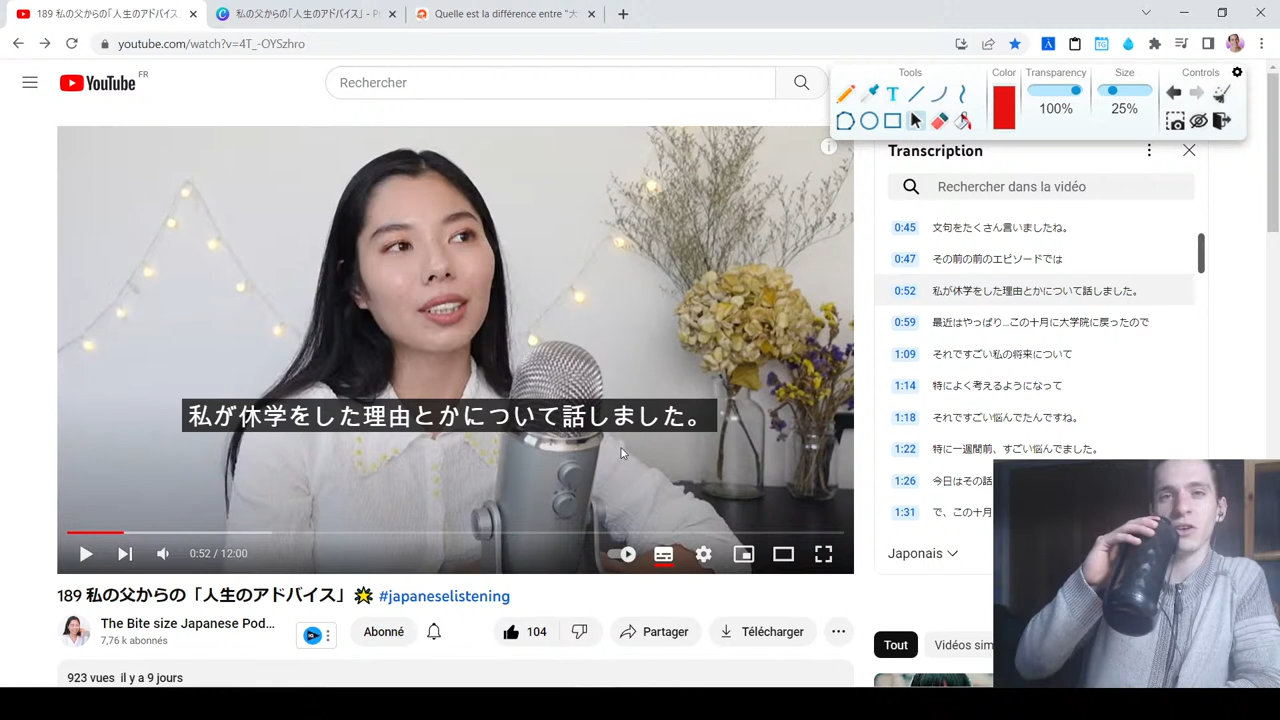 189 私の父からの「人生のアドバイス」
私の父からの「人生のアドバイス」 - P
Quelle est la différence entre "大
youtube.com/watch?v=4T_-OYSzhro
YouTube FR
Rechercher
Tools
Color
Transparency
Size
Controls
100%
25%
Transcription
Rechercher dans la vidéo
0:45 文句をたくさん言いましたね。
0:47 その前の前のエピソードでは
0:52 私が休学をした理由とかについて話しました。
0:59 最近はやっぱり...この十月に大学院に戻ったので
1:09 それですごい私の将来について
1:14 特によく考えるようになって
1:18 それですごい悩んでたんですね。
1:22 特に一週間前、すごい悩んでました。
1:26 今日はその話
1:31 で、この十月
Japonais
私が休学をした理由とかについて話しました。
0:52 / 12:00
189 私の父からの「人生のアドバイス」 🌟 #japaneselistening
The Bite size Japanese Pod...
7,76 k abonnés
Abonné
104
Partager
Télécharger
Tout
Vidéos sim
923 vues il y a 9 jours